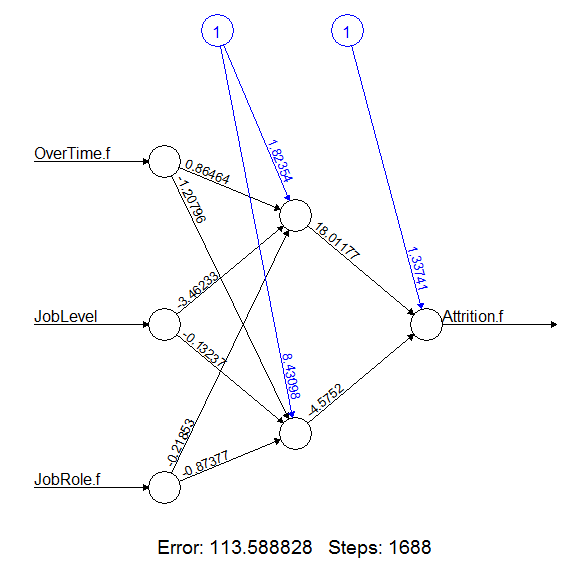 1 1
OverTime.f
0.86464
-1.20796
1.82354
18.01177
1.33741
JobLevel
-3.46233
-0.13237
Attrition.f
8.43098
-4.5752
JobRole.f
-0.21853
-0.87377
Error: 113.588828 Steps: 1688